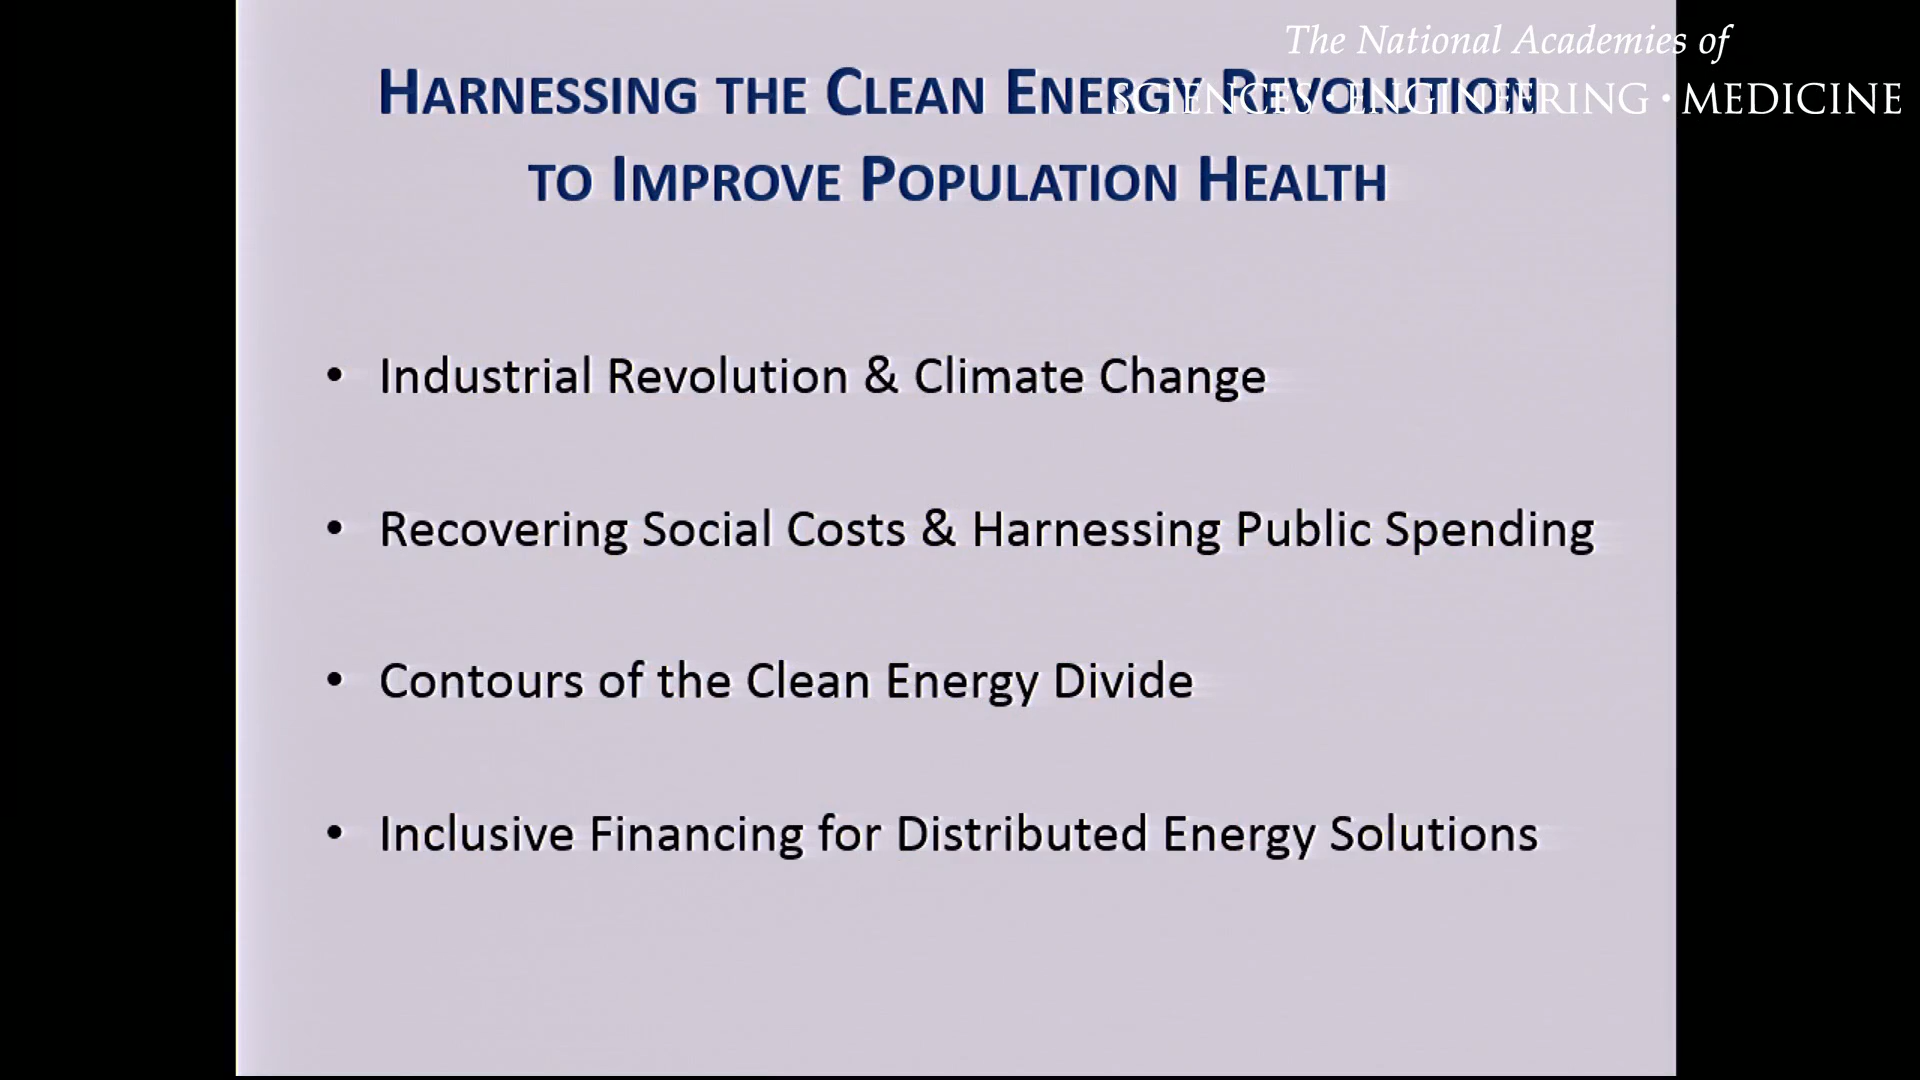 The National Academies of
SCIENCES · ENGINEERING · MEDICINE
HARNESSING THE CLEAN ENERGY REVOLUTION
TO IMPROVE POPULATION HEALTH
• Industrial Revolution & Climate Change
• Recovering Social Costs & Harnessing Public Spending
• Contours of the Clean Energy Divide
• Inclusive Financing for Distributed Energy Solutions